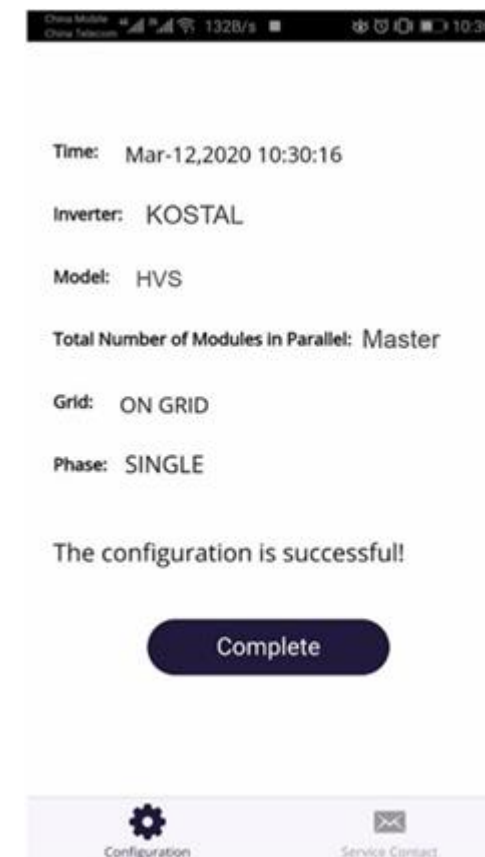 China Mobile
China Telecom
132B/s 10:30
Time: Mar-12,2020 10:30:16
Inverter: KOSTAL
Model: HVS
Total Number of Modules in Parallel: Master
Grid: ON GRID
Phase: SINGLE
The configuration is successful!
Complete
Configuration Service Contact